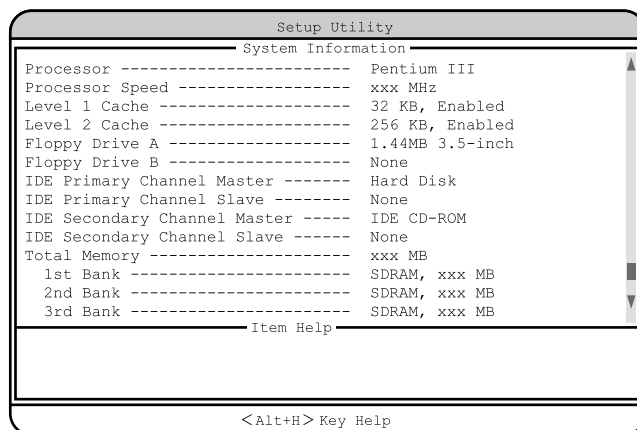 Setup Utility
System Information
Processor ----------------------- Pentium III
Processor Speed ----------------- xxx MHz
Level 1 Cache ------------------- 32 KB, Enabled
Level 2 Cache ------------------- 256 KB, Enabled
Floppy Drive A ------------------ 1.44MB 3.5-inch
Floppy Drive B ------------------ None
IDE Primary Channel Master ------- Hard Disk
IDE Primary Channel Slave -------- None
IDE Secondary Channel Master ----- IDE CD-ROM
IDE Secondary Channel Slave ------ None
Total Memory --------------------- xxx MB
1st Bank ---------------------- SDRAM, xxx MB
2nd Bank ---------------------- SDRAM, xxx MB
3rd Bank ---------------------- SDRAM, xxx MB
Item Help
<Alt+H> Key Help